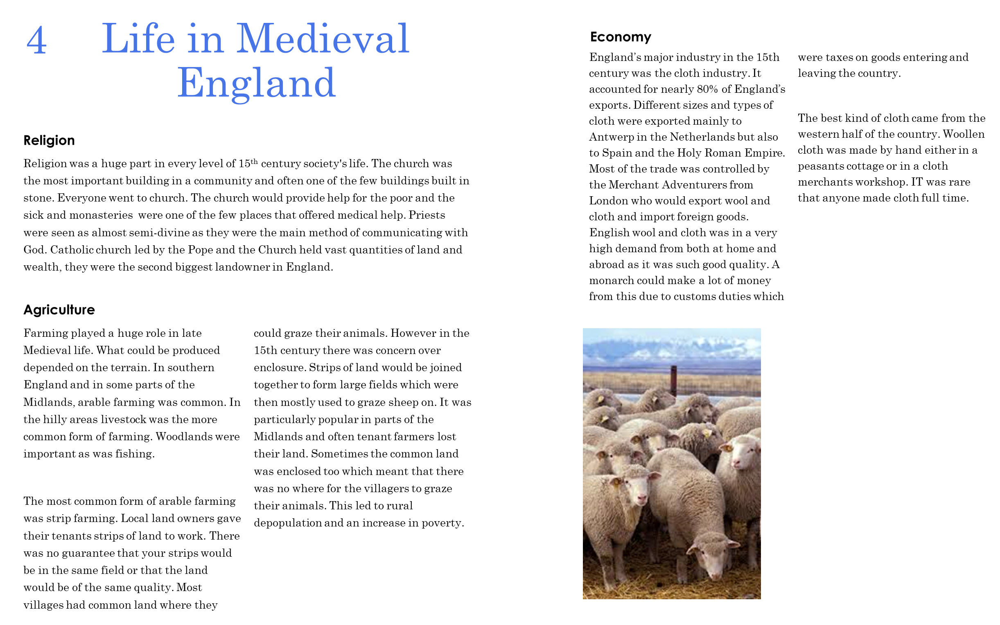 4
Life in Medieval
England
Religion
Religion was a huge part in every level of 15th century society's life. The church was
the most important building in a community and often one of the few buildings built in
stone. Everyone went to church. The church would provide help for the poor and the
sick and monasteries  were one of the few places that offered medical help. Priests
were seen as almost semi-divine as they were the main method of communicating with
God. Catholic church led by the Pope and the Church held vast quantities of land and
wealth, they were the second biggest landowner in England.
Agriculture
Farming played a huge role in late
Medieval life. What could be produced
depended on the terrain. In southern
England and in some parts of the
Midlands, arable farming was common. In
the hilly areas livestock was the more
common form of farming. Woodlands were
important as was fishing.
The most common form of arable farming
was strip farming. Local land owners gave
their tenants strips of land to work. There
was no guarantee that your strips would
be in the same field or that the land
would be of the same quality. Most
villages had common land where they
could graze their animals. However in the
15th century there was concern over
enclosure. Strips of land would be joined
together to form large fields which were
then mostly used to graze sheep on. It was
particularly popular in parts of the
Midlands and often tenant farmers lost
their land. Sometimes the common land
was enclosed too which meant that there
was no where for the villagers to graze
their animals. This led to rural
depopulation and an increase in poverty.
Economy
England’s major industry in the 15th
century was the cloth industry. It
accounted for nearly 80% of England’s
exports. Different sizes and types of
cloth were exported mainly to
Antwerp in the Netherlands but also
to Spain and the Holy Roman Empire.
Most of the trade was controlled by
the Merchant Adventurers from
London who would export wool and
cloth and import foreign goods.
English wool and cloth was in a very
high demand from both at home and
abroad as it was such good quality. A
monarch could make a lot of money
from this due to customs duties which
were taxes on goods entering and
leaving the country.
The best kind of cloth came from the
western half of the country. Woollen
cloth was made by hand either in a
peasants cottage or in a cloth
merchants workshop. IT was rare
that anyone made cloth full time.